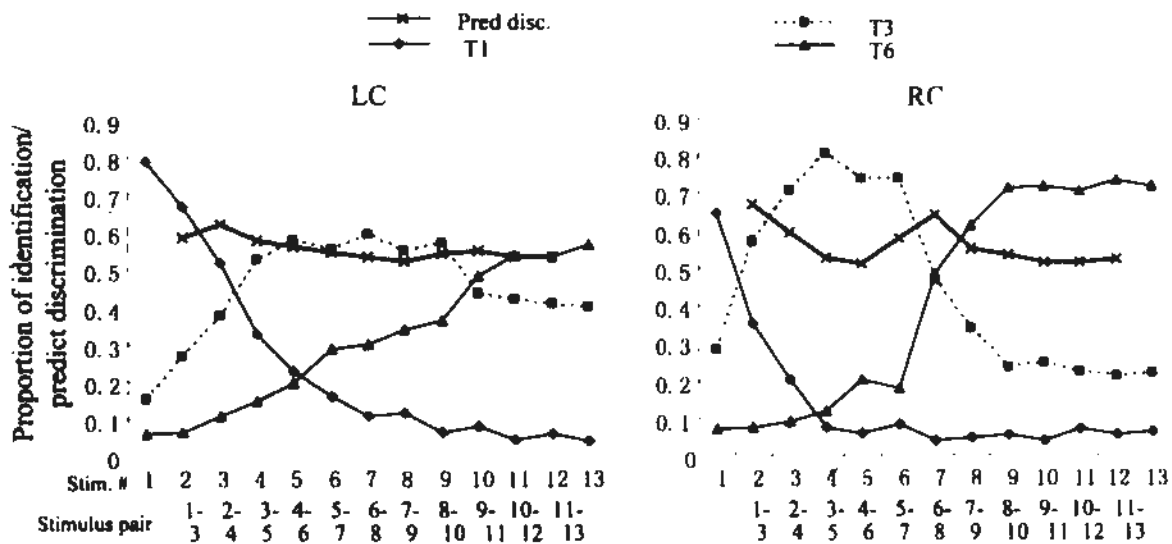 Pred disc.
T1
T3
T6
LC
RC
Proportion of identification/
predict discrimination
0.9
0.8
0.7
0.6
0.5
0.4
0.3
0.2
0.1
0
0.9
0.8
0.7
0.6
0.5
0.4
0.3
0.2
0.1
0
Stim. # 1 2 3 4 5 6 7 8 9 10 11 12 13
1 2 3 4 5 6 7 8 9 10 11 12 13
Stimulus pair 1-3 2-4 3-5 4-6 5-7 6-8 7-9 8-10 9-11 10-12 11-13
1-3 2-4 3-5 4-6 5-7 6-8 7-9 8-10 9-11 10-12 11-13